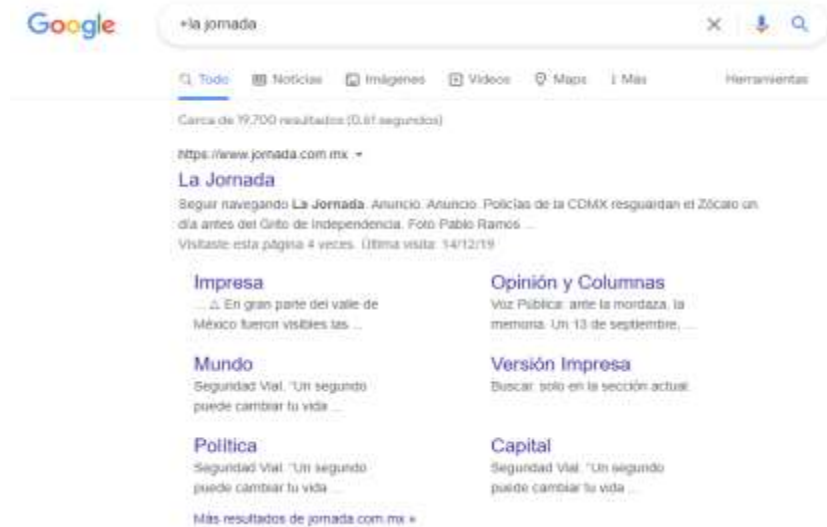 Google
+la jornada
Todo Noticias Imágenes Videos Maps Más Herramientas
Cerca de 19,700 resultados (0.61 segundos)
https://www.jornada.com.mx
La Jornada
Seguir navegando La Jornada. Anuncio. Anuncio. Policías de la CDMX resguardan el Zócalo un
día antes del Grito de Independencia. Foto Pablo Ramos ...
Visitaste esta página 4 veces. Última visita: 14/12/19
Impresa
... ⚠ En gran parte del valle de
México fueron visibles las ...
Opinión y Columnas
Voz Pública: ante la mordaza, la
memoria. Un 13 de septiembre, ...
Mundo
Seguridad Vial. "Un segundo
puede cambiar tu vida ...
Versión Impresa
Buscar: solo en la sección actual.
Política
Seguridad Vial. "Un segundo
puede cambiar tu vida ...
Capital
Seguridad Vial. "Un segundo
puede cambiar tu vida ...
Más resultados de jornada.com.mx »